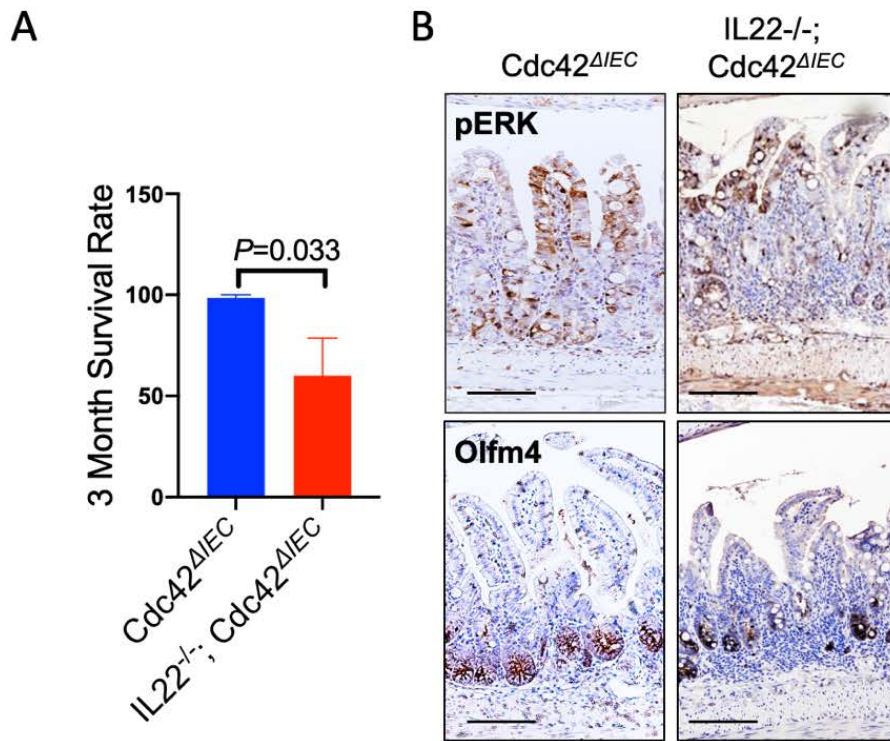 A
150
100
50
0
3 Month Survival Rate
P=0.033
Cdc42ΔIEC
IL22-/-; Cdc42ΔIEC
B
Cdc42ΔIEC
IL22-/-;
Cdc42ΔIEC
pERK
Olfm4